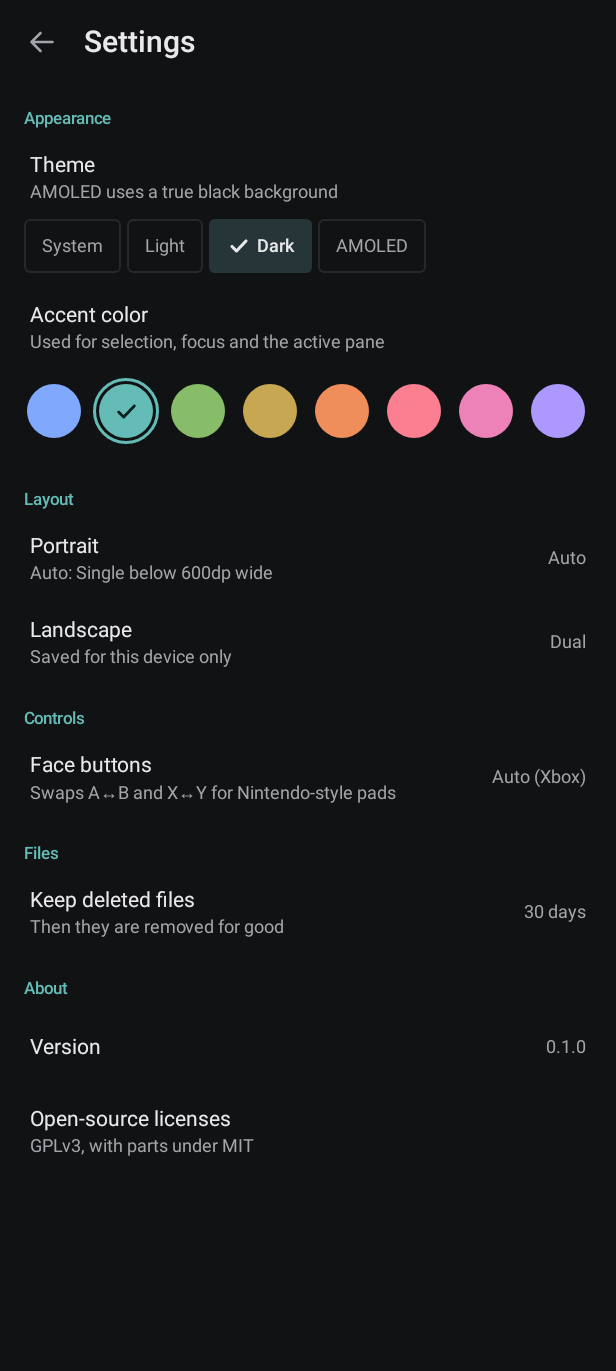 Settings
Appearance
Theme
AMOLED uses a true black background
System Light Dark AMOLED
Accent color
Used for selection, focus and the active pane
Layout
Portrait
Auto: Single below 600dp wide
Auto
Landscape
Saved for this device only
Dual
Controls
Face buttons
Swaps A↔B and X↔Y for Nintendo-style pads
Auto (Xbox)
Files
Keep deleted files
Then they are removed for good
30 days
About
Version
0.1.0
Open-source licenses
GPLv3, with parts under MIT